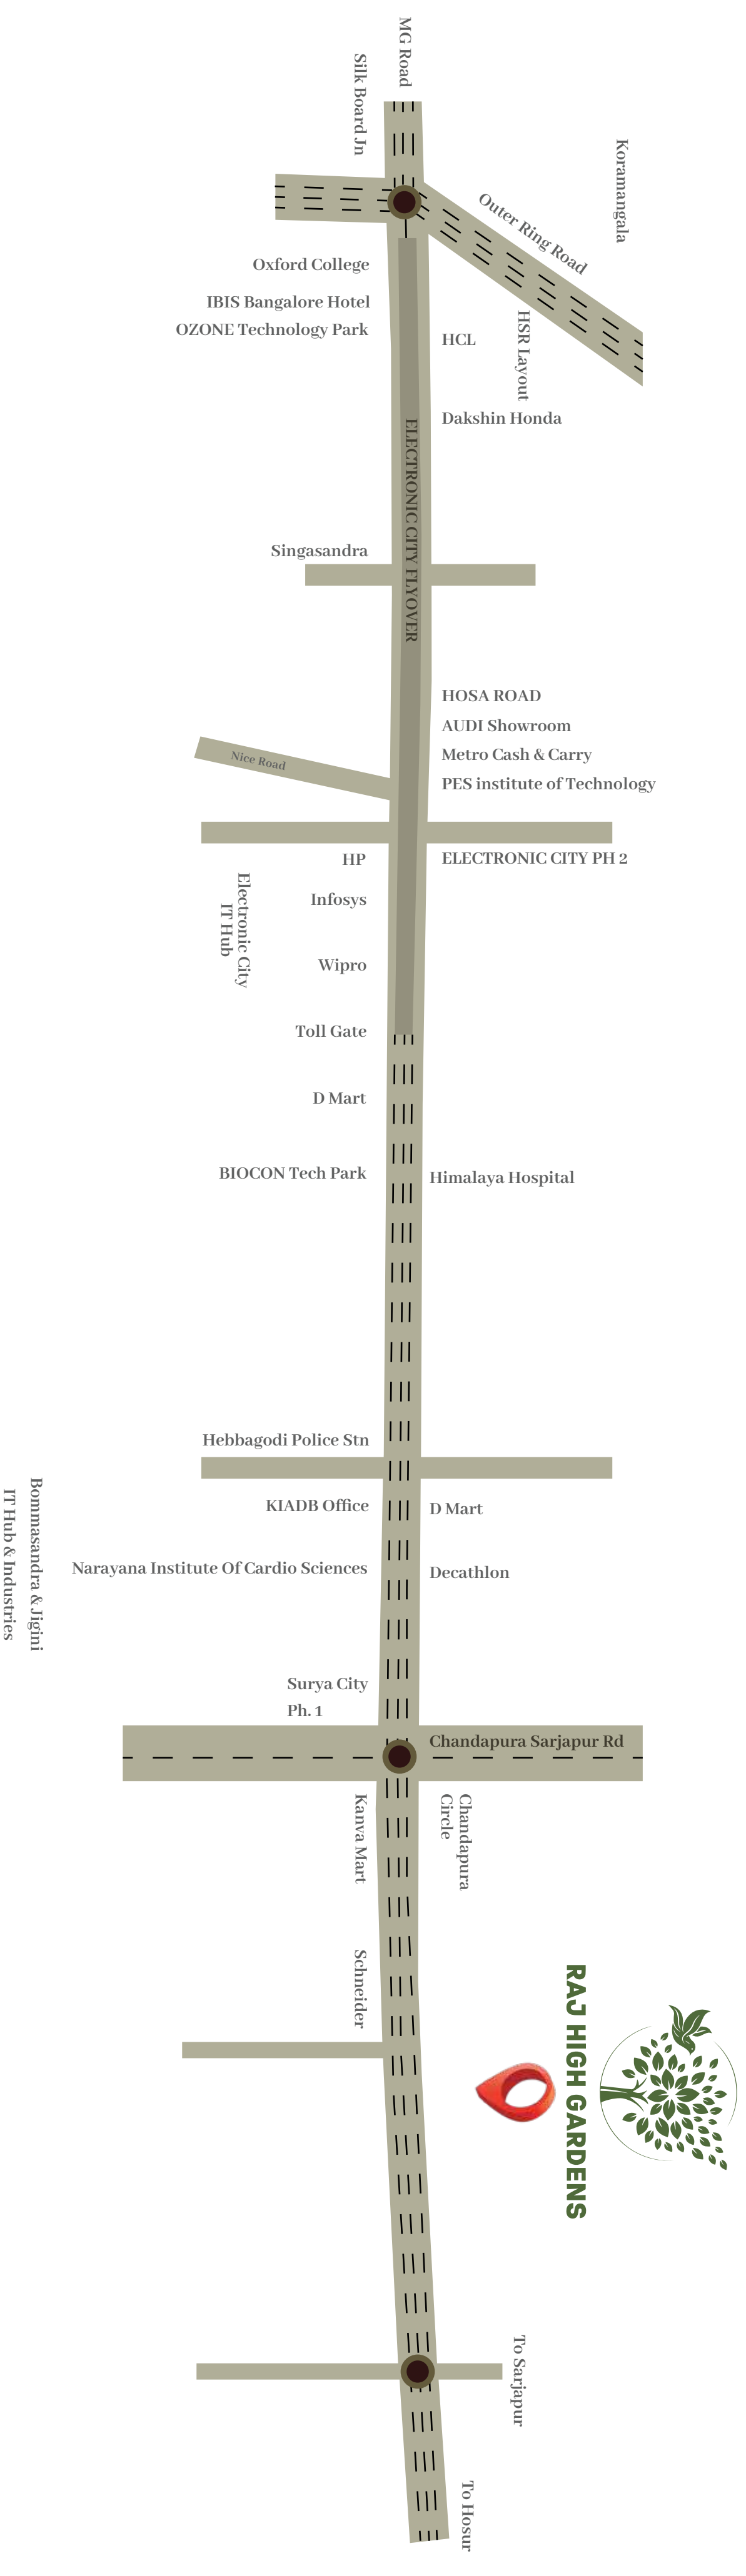 MG Road
Silk Board Jn
Koramangala
Outer Ring Road
Oxford College
IBIS Bangalore Hotel
OZONE Technology Park
HCL
HSR Layout
Dakshin Honda
ELECTRONIC CITY FLYOVER
Singasandra
HOSA ROAD
AUDI Showroom
Metro Cash & Carry
PES institute of Technology
Nice Road
HP
ELECTRONIC CITY PH 2
Infosys
Electronic City
IT Hub
Wipro
Toll Gate
D Mart
BIOCON Tech Park
Himalaya Hospital
Hebbagodi Police Stn
KIADB Office
D Mart
Bommasandra & Jigini
IT Hub & Industries
Narayana Institute Of Cardio Sciences
Decathlon
Surya City
Ph. 1
Chandapura Sarjapur Rd
Kanva Mart
Chandapura
Circle
Schneider
RAJ HIGH GARDENS
To Sarjapur
To Hosur